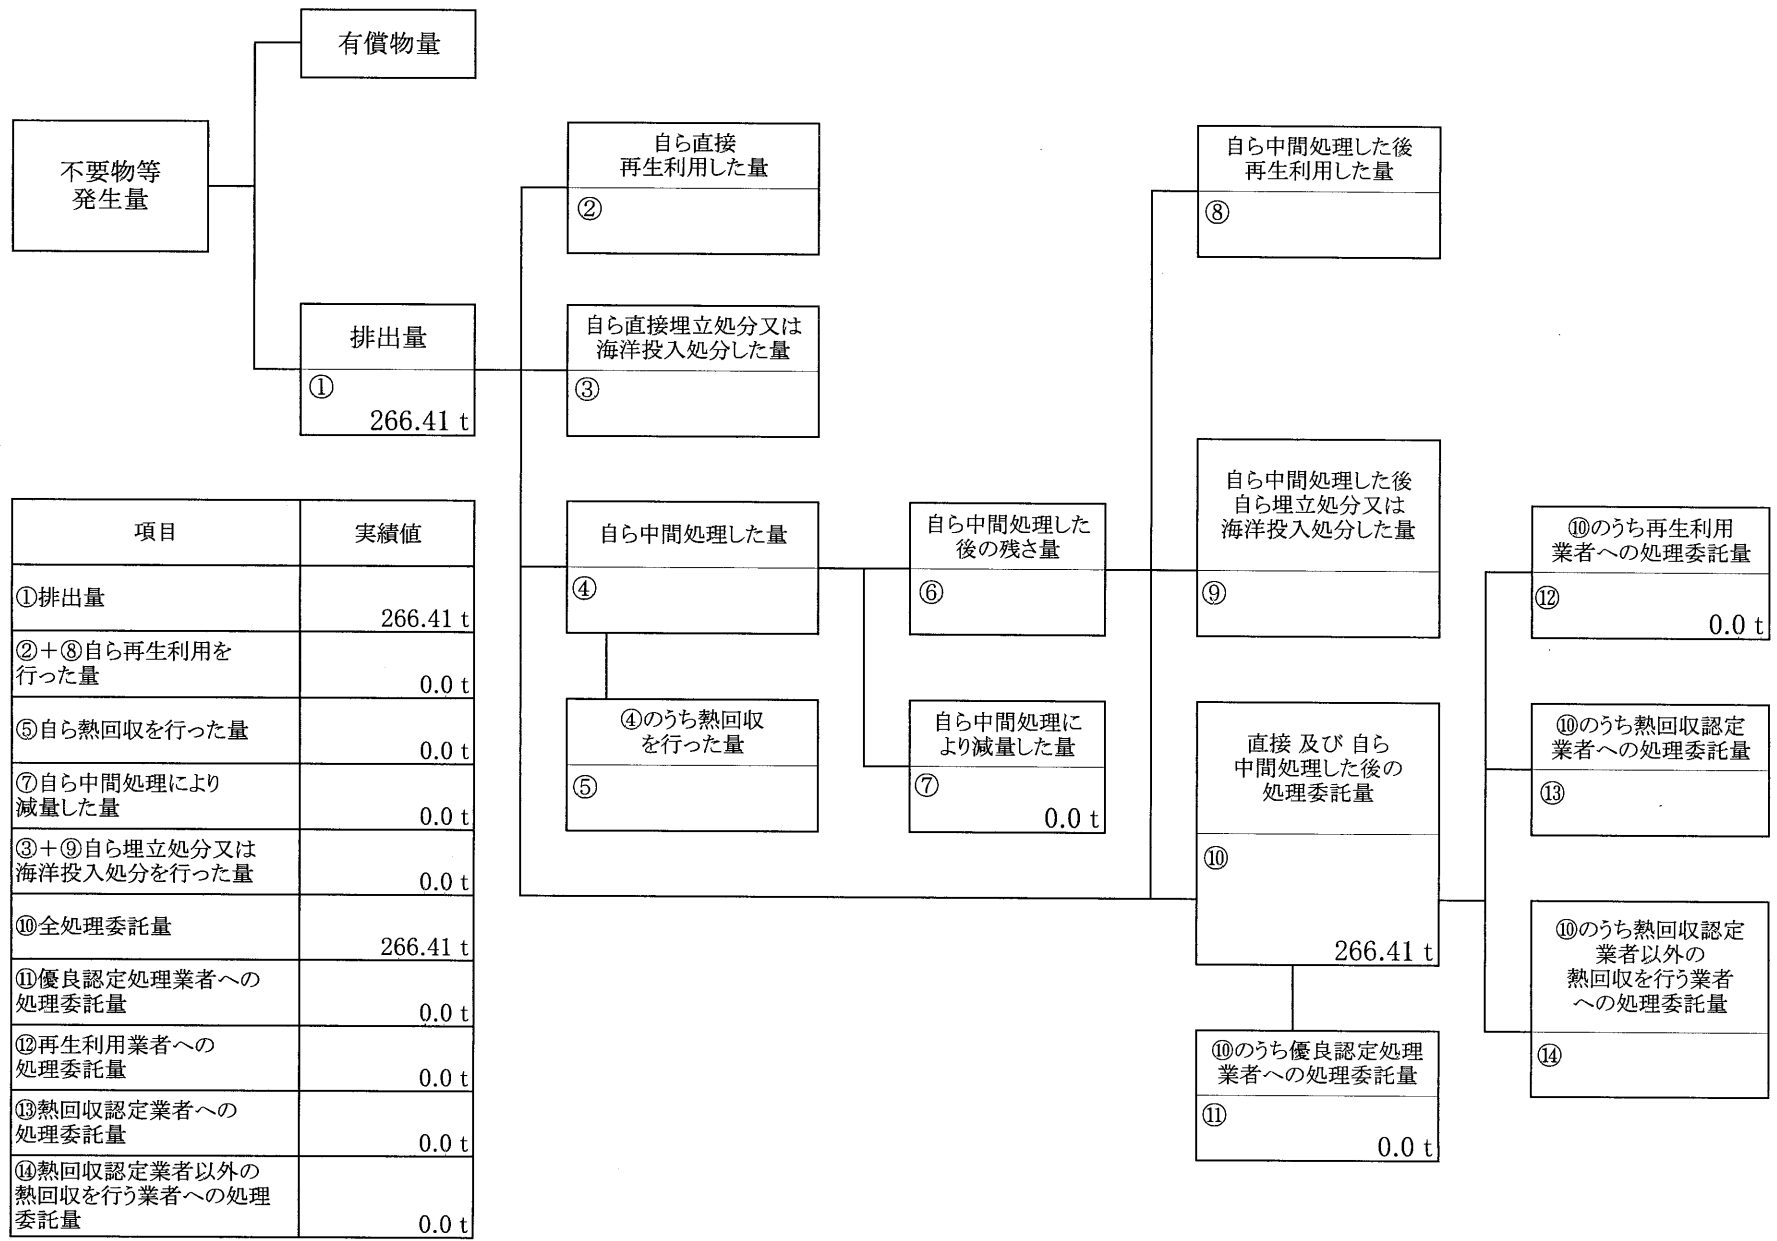 有償物量
不要物等
発生量
排出量
①
266.41 t
自ら直接
再生利用した量
②
自ら直接埋立処分又は
海洋投入処分した量
③
自ら中間処理した量
④
④のうち熱回収
を行った量
⑤
自ら中間処理した
後の残さ量
⑥
自ら中間処理に
より減量した量
⑦
0.0 t
自ら中間処理した後
再生利用した量
⑧
自ら中間処理した後
自ら埋立処分又は
海洋投入処分した量
⑨
直接 及び 自ら
中間処理した後の
処理委託量
⑩
266.41 t
⑩のうち優良認定処理
業者への処理委託量
⑪
0.0 t
⑩のうち再生利用
業者への処理委託量
⑫
0.0 t
⑩のうち熱回収認定
業者への処理委託量
⑬
⑩のうち熱回収認定
業者以外の
熱回収を行う業者
への処理委託量
⑭
項目 実績値
①排出量
266.41 t
②＋⑧自ら再生利用を
行った量
0.0 t
⑤自ら熱回収を行った量
0.0 t
⑦自ら中間処理により
減量した量
0.0 t
③＋⑨自ら埋立処分又は
海洋投入処分を行った量
0.0 t
⑩全処理委託量
266.41 t
⑪優良認定処理業者への
処理委託量
0.0 t
⑫再生利用業者への
処理委託量
0.0 t
⑬熱回収認定業者への
処理委託量
0.0 t
⑭熱回収認定業者以外の
熱回収を行う業者への処理
委託量
0.0 t